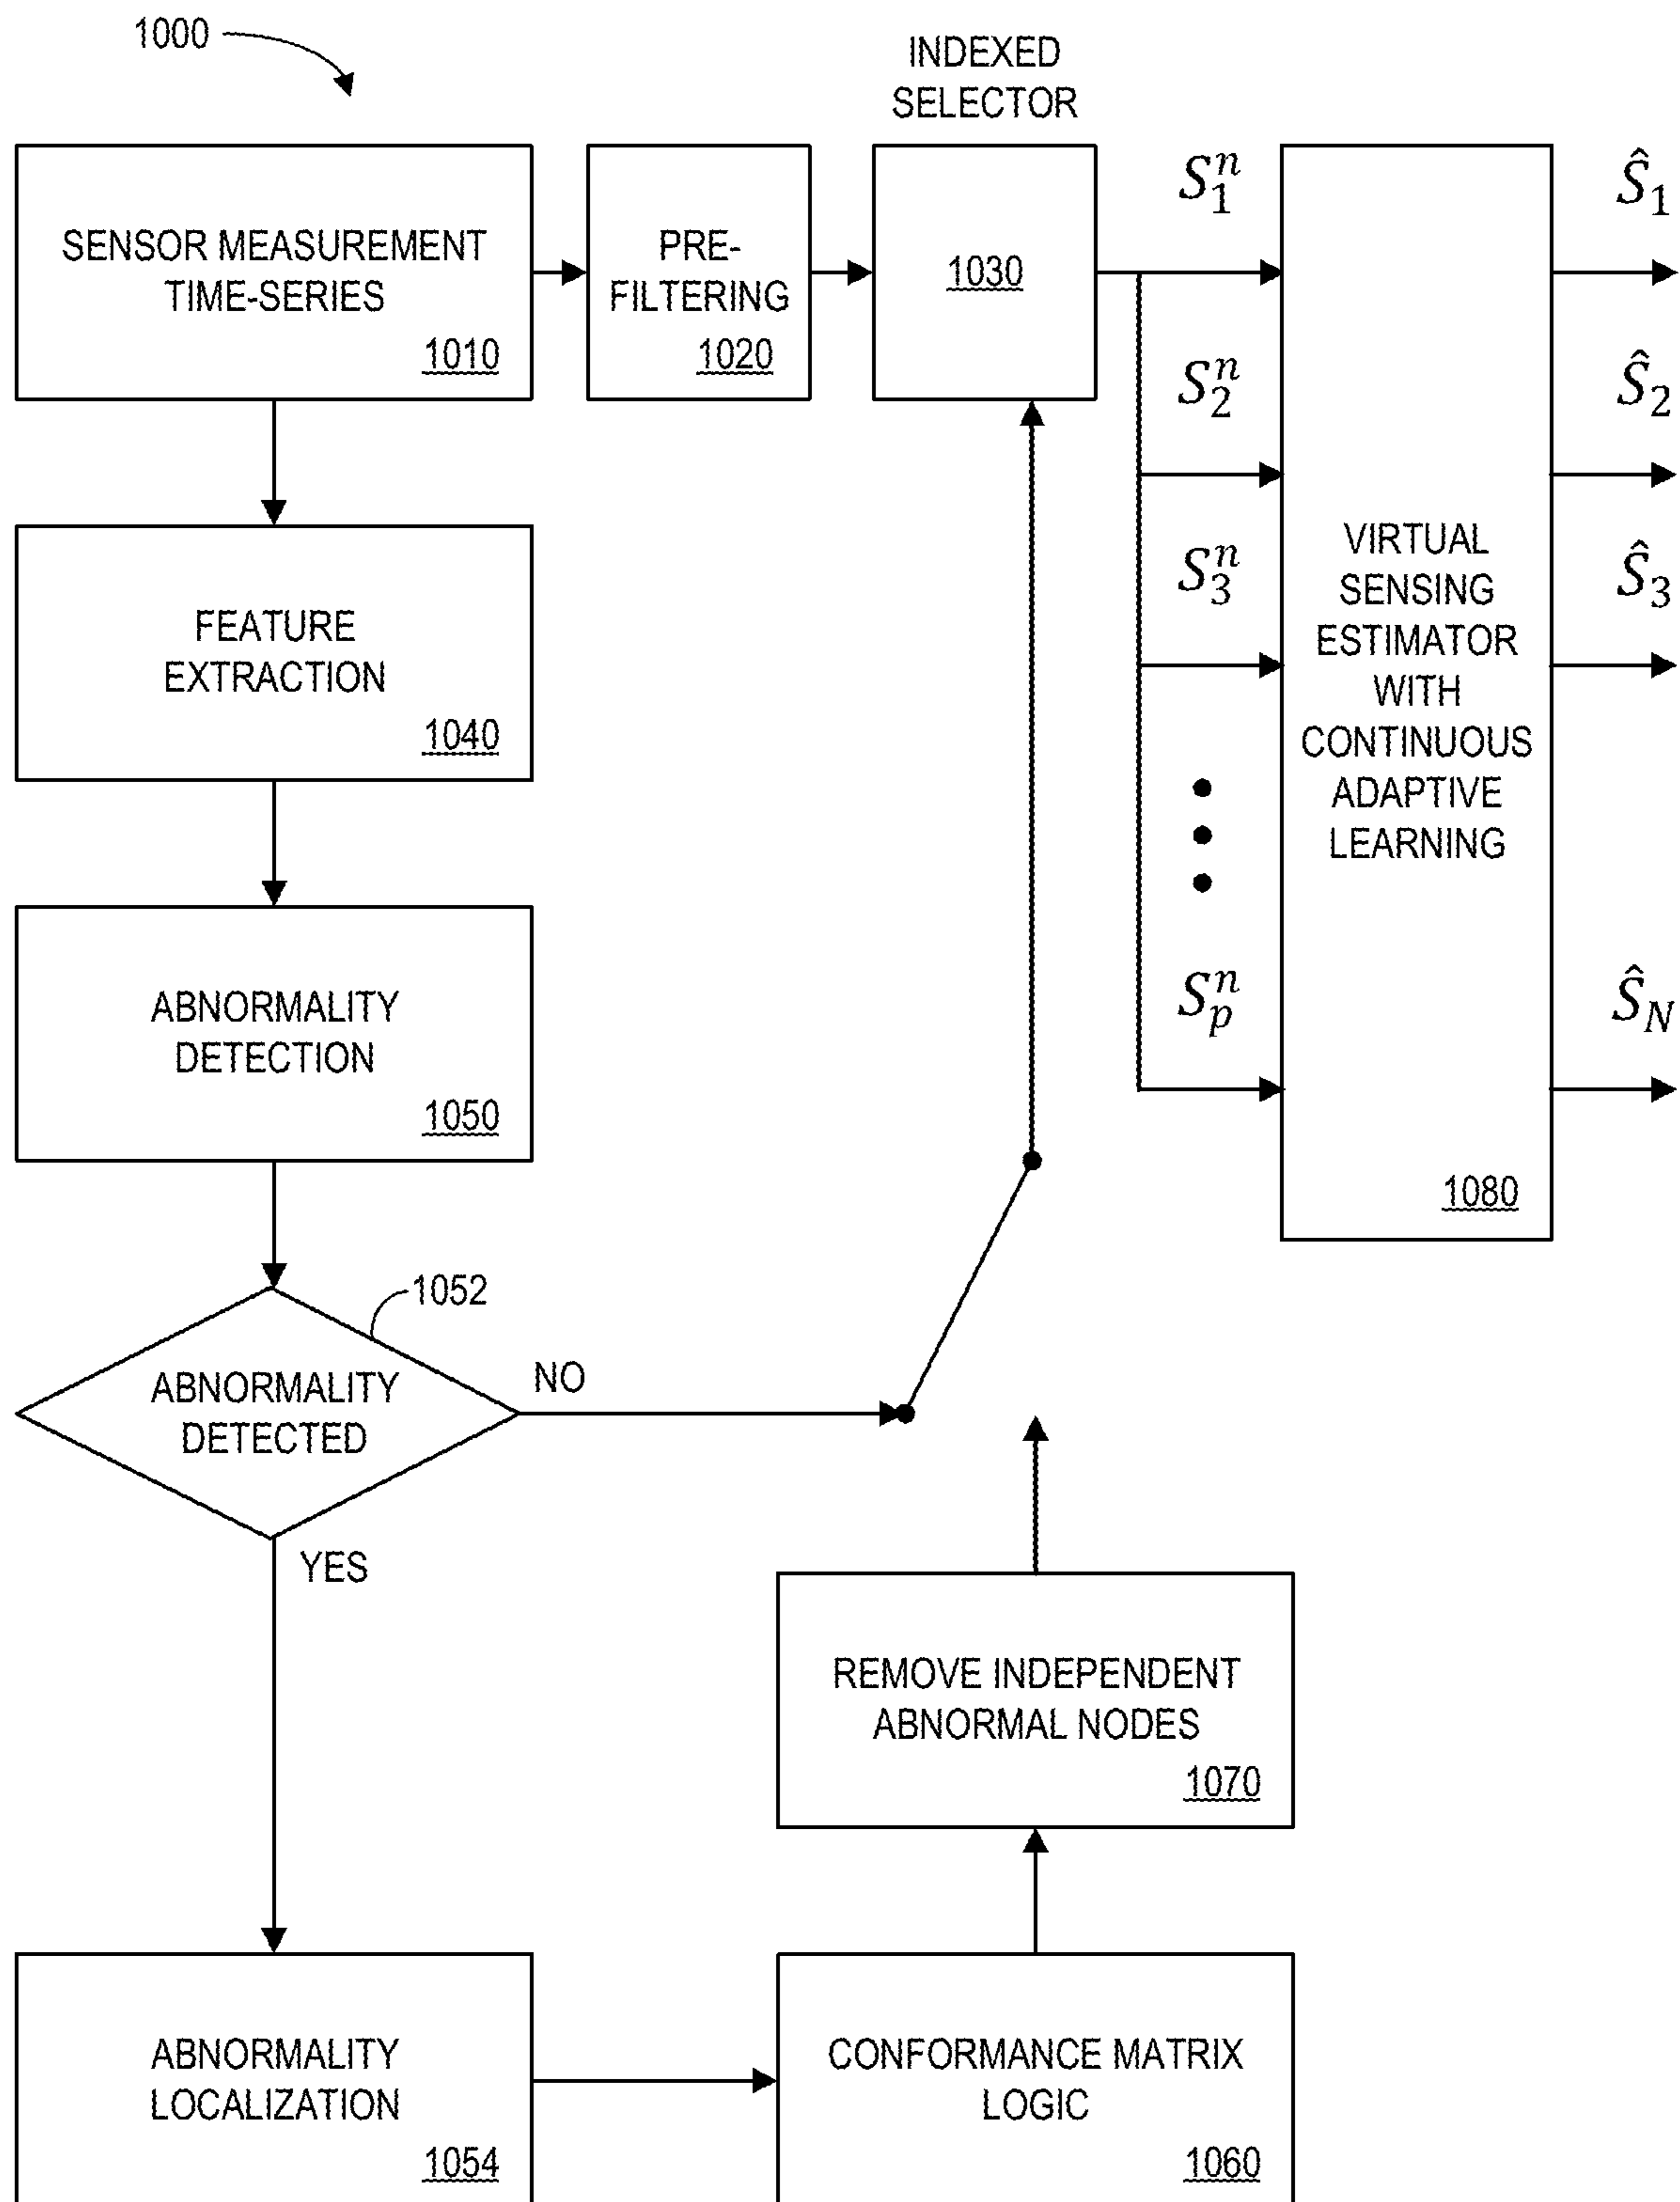 1000
INDEXED
SELECTOR
SENSOR MEASUREMENT
TIME-SERIES
1010
PRE-
FILTERING
1020
1030
S_1^n
S_2^n
S_3^n
S_p^n
VIRTUAL
SENSING
ESTIMATOR
WITH
CONTINUOUS
ADAPTIVE
LEARNING
1080
Ŝ_1
Ŝ_2
Ŝ_3
Ŝ_N
FEATURE
EXTRACTION
1040
ABNORMALITY
DETECTION
1050
1052
ABNORMALITY
DETECTED
NO
YES
REMOVE INDEPENDENT
ABNORMAL NODES
1070
ABNORMALITY
LOCALIZATION
1054
CONFORMANCE MATRIX
LOGIC
1060